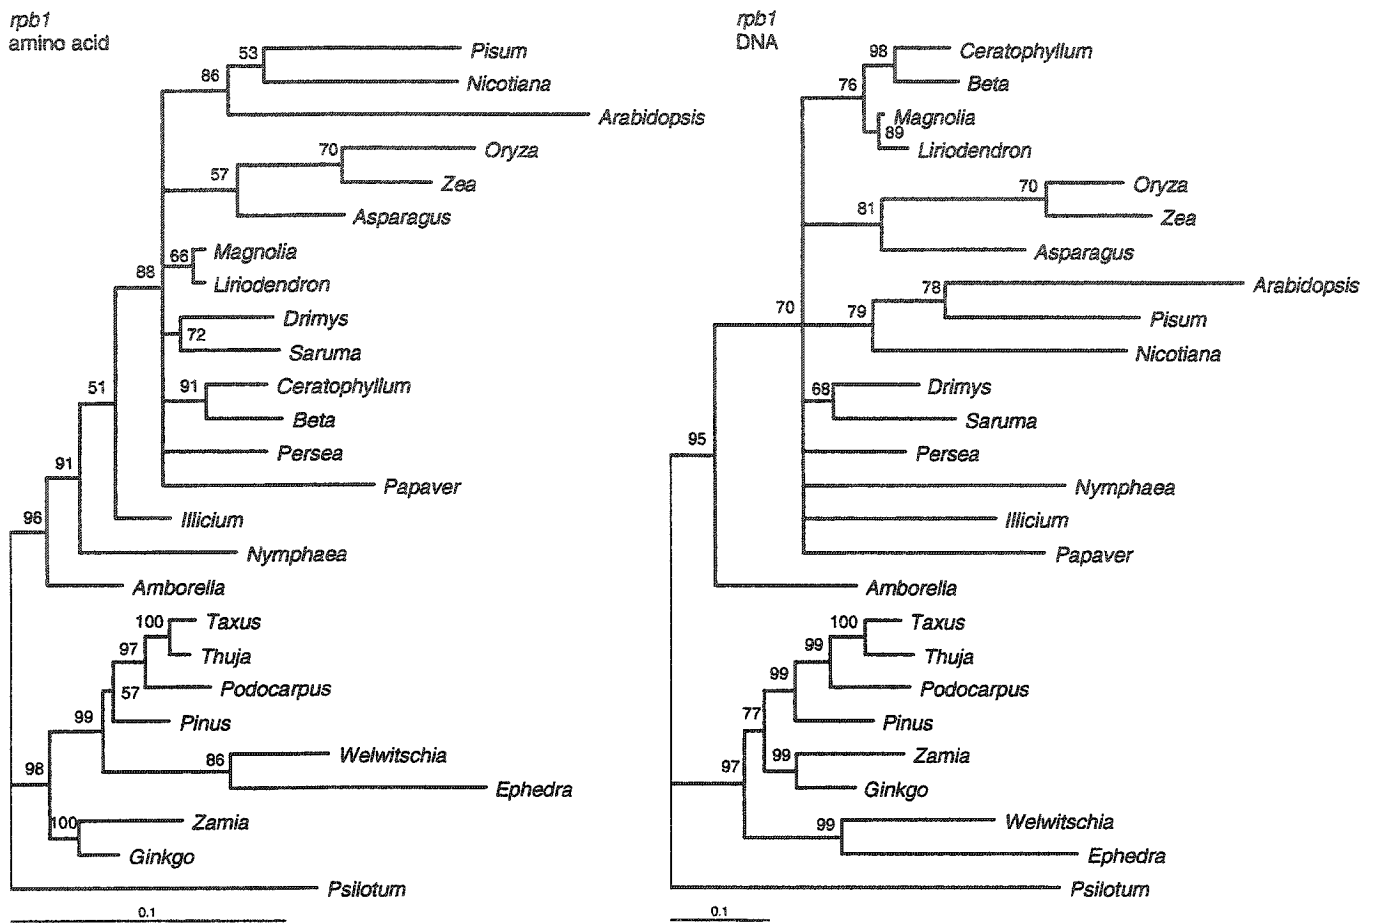 rpb1
amino acid
53
Pisum
86
Nicotiana
Arabidopsis
70
Oryza
57
Zea
Asparagus
66
Magnolia
88
Liriodendron
Drimys
72
Saruma
51
91
Ceratophyllum
Beta
91
Persea
Papaver
96
Illicium
Nymphaea
Amborella
100
Taxus
97
Thuja
57
Podocarpus
99
Pinus
86
Welwitschia
98
Ephedra
100
Zamia
Ginkgo
Psilotum
0.1
rpb1
DNA
98
Ceratophyllum
76
Beta
Magnolia
89
Liriodendron
70
Oryza
81
Zea
Asparagus
78
Arabidopsis
70
79
Pisum
Nicotiana
68
Drimys
Saruma
95
Persea
Nymphaea
Illicium
Papaver
Amborella
100
Taxus
99
Thuja
99
Podocarpus
77
Pinus
99
Zamia
97
Ginkgo
99
Welwitschia
Ephedra
Psilotum
0.1